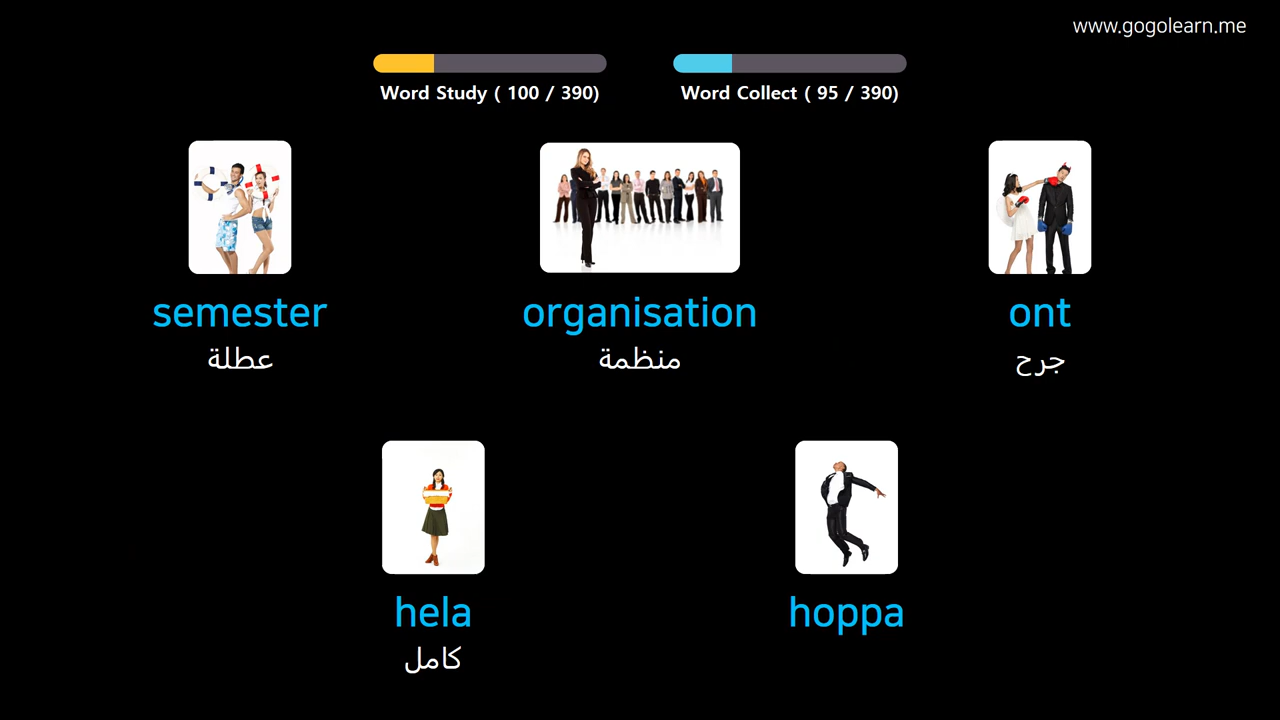 www.gogolearn.me
Word Study ( 100 / 390)
Word Collect ( 95 / 390)
semester
عطلة
organisation
منظمة
ont
جرح
hela
كامل
hoppa